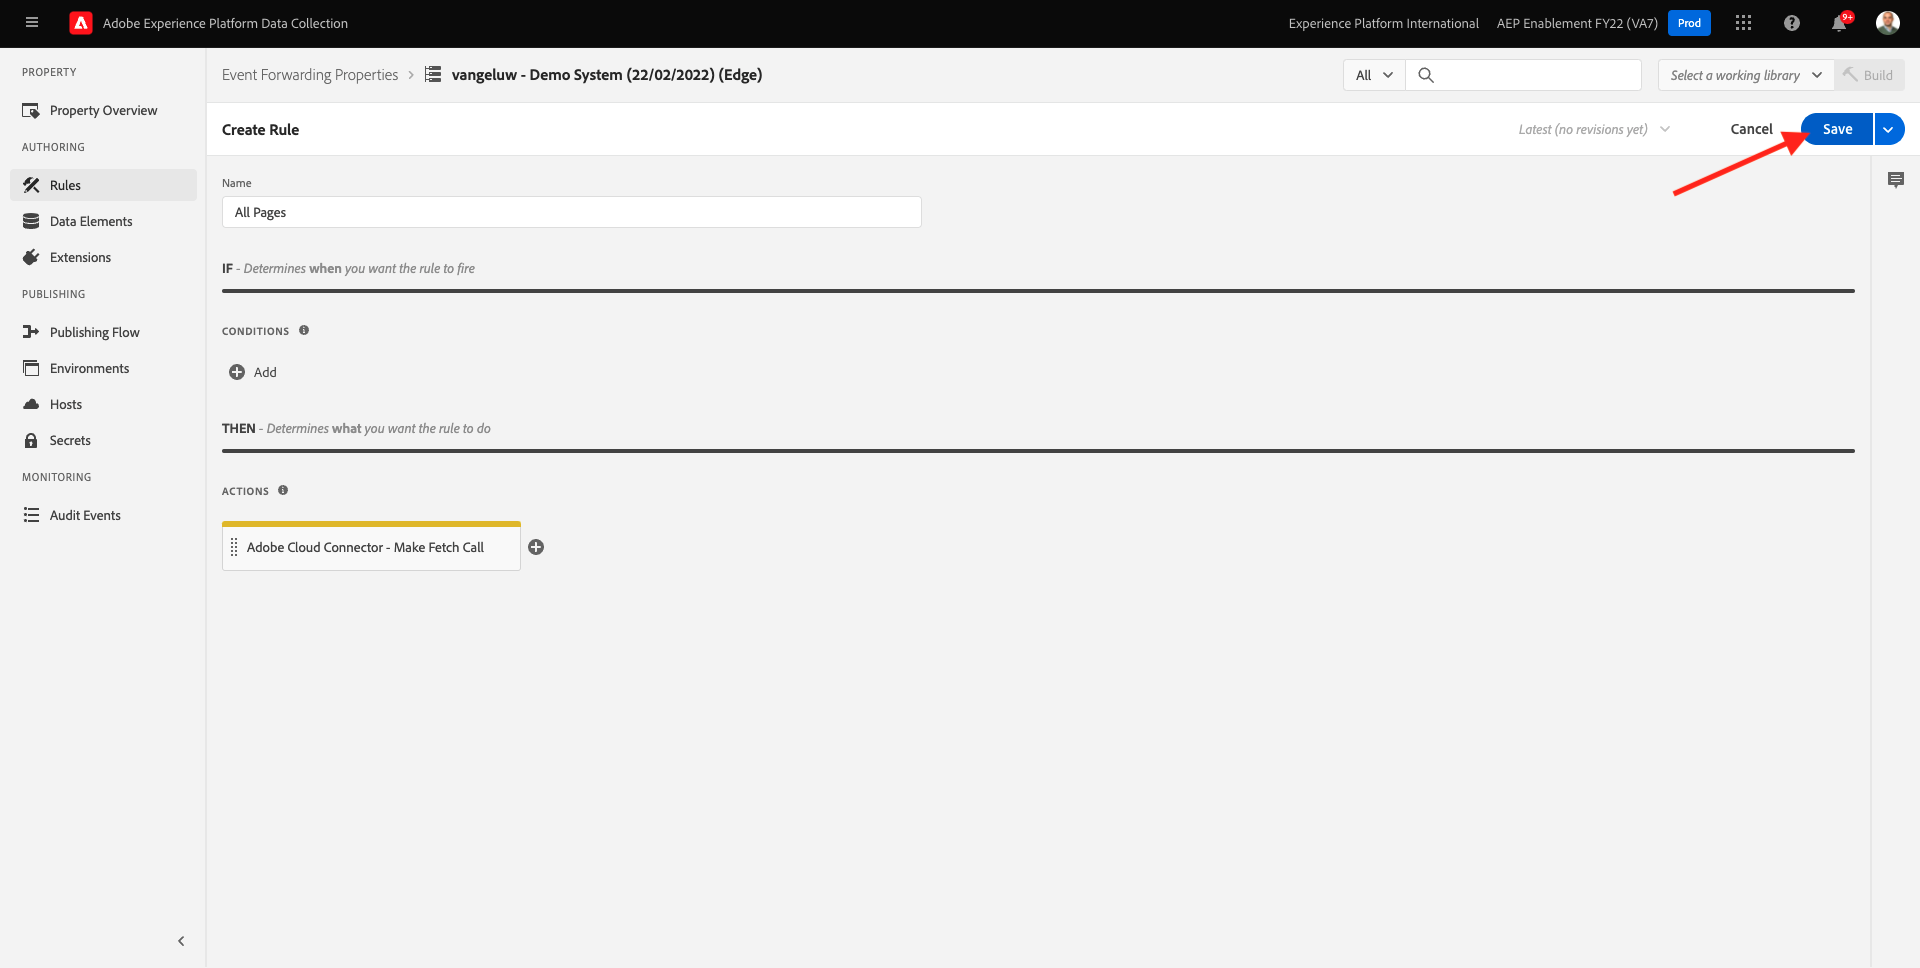 Adobe Experience Platform Data Collection
Experience Platform International
AEP Enablement FY22 (VA7)
Prod
9+
PROPERTY
Property Overview
AUTHORING
Rules
Data Elements
Extensions
PUBLISHING
Publishing Flow
Environments
Hosts
Secrets
MONITORING
Audit Events
Event Forwarding Properties
vangeluw - Demo System (22/02/2022) (Edge)
All
Select a working library
Build
Create Rule
Latest (no revisions yet)
Cancel
Save
Name
All Pages
IF - Determines when you want the rule to fire
CONDITIONS
Add
THEN - Determines what you want the rule to do
ACTIONS
Adobe Cloud Connector - Make Fetch Call